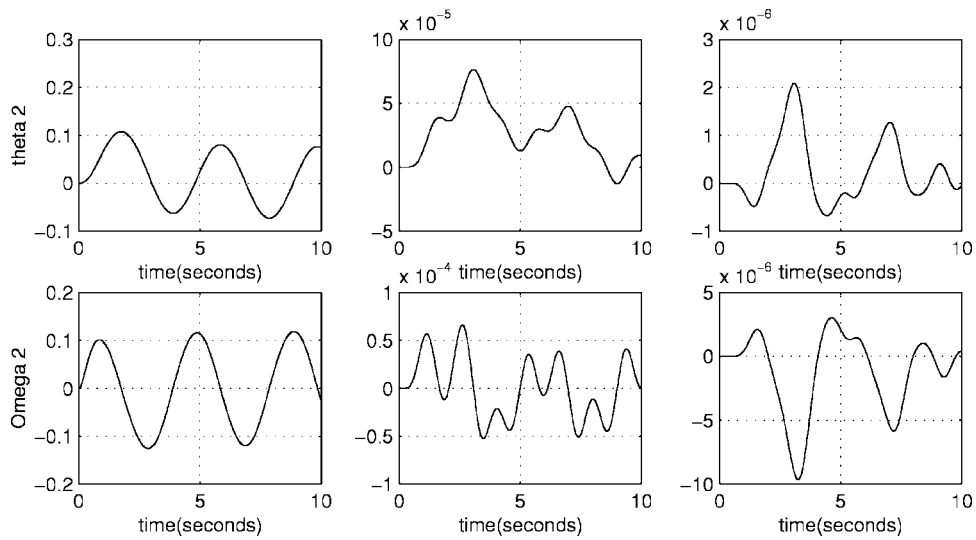 x 10⁻⁵ x 10⁻⁶
0.3 10 3
0.2 5 2
0.1 0 1
0 −5 0
−0.1 −1
theta 2
0 5 10 0 5 10 0 5 10
time(seconds) x 10⁻⁴ time(seconds) x 10⁻⁶ time(seconds)
0.2 1 5
0.1 0.5 0
0 0 −5
−0.1 −0.5 −10
−0.2 −1
Omega 2
0 5 10 0 5 10 0 5 10
time(seconds) time(seconds) time(seconds)